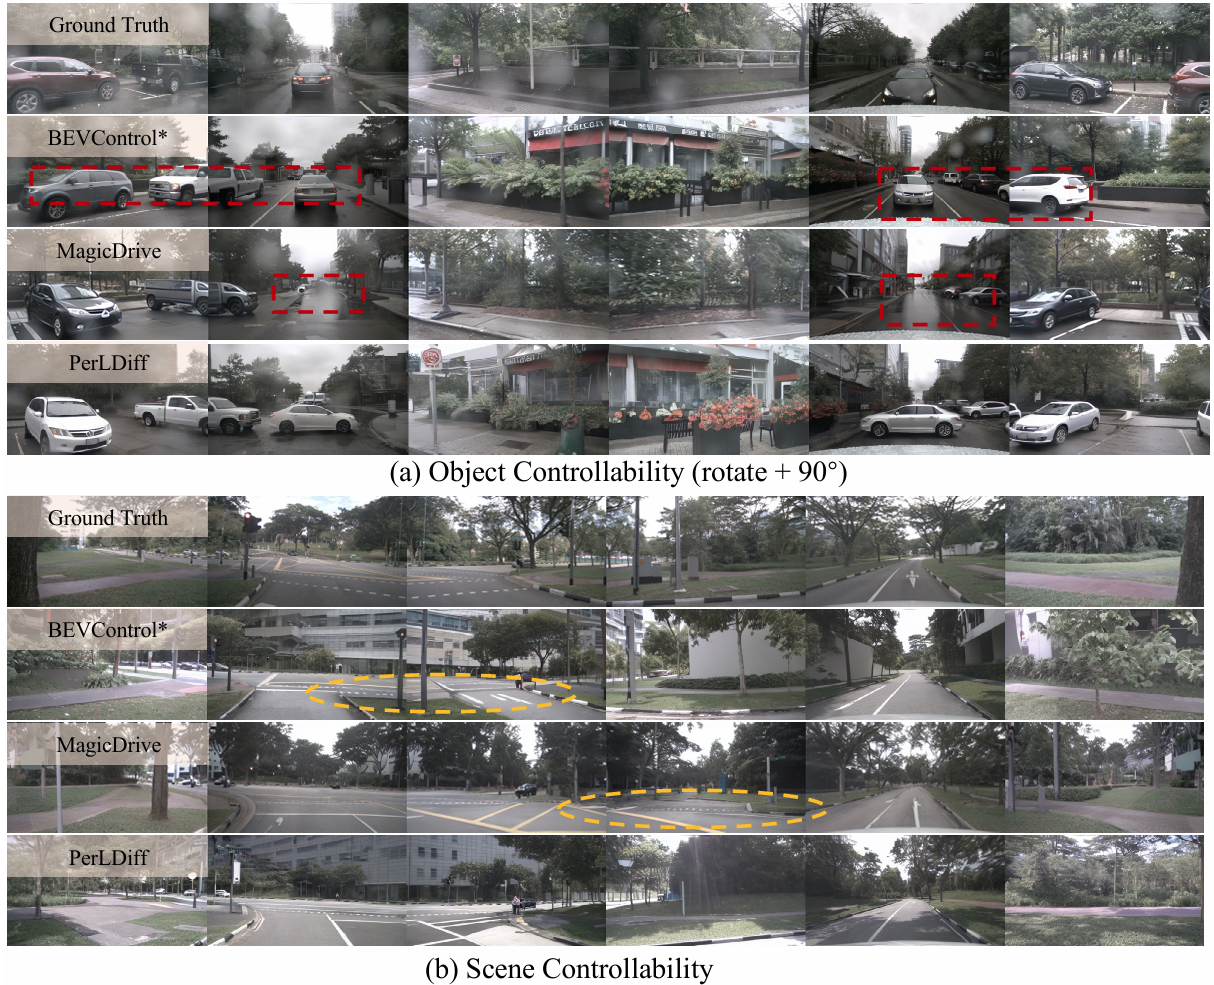 Ground Truth
BEVControl*
MagicDrive
PerLDiff
(a) Object Controllability (rotate + 90°)
Ground Truth
BEVControl*
MagicDrive
PerLDiff
(b) Scene Controllability